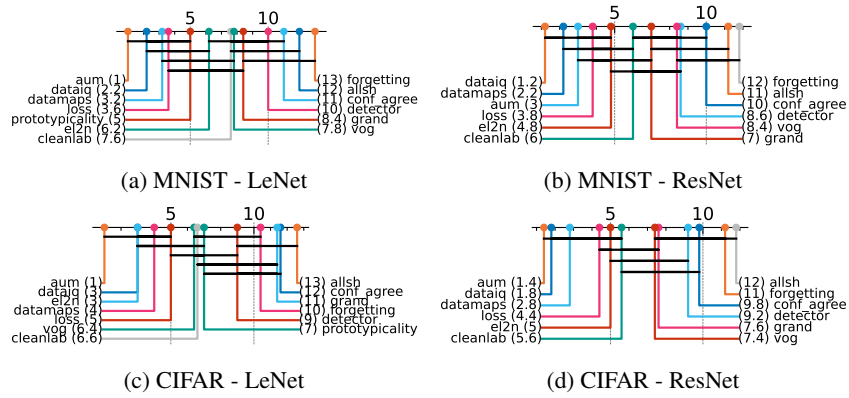 5 10
aum (1) (13) forgetting
dataiq (2.2) (12) allsh
datamaps (3.2) (11) conf_agree
loss (3.6) (10) detector
prototypicality (5) (8.4) grand
el2n (6.2) (7.8) vog
cleanlab (7.6)
(a) MNIST - LeNet
5 10
dataiq (1.2) (12) forgetting
datamaps (2.2) (11) allsh
aum (3) (10) conf_agree
loss (3.8) (8.6) detector
el2n (4.8) (8.4) vog
cleanlab (6) (7) grand
(b) MNIST - ResNet
5 10
aum (1) (13) allsh
dataiq (3) (12) conf_agree
el2n (3) (11) grand
datamaps (4) (10) forgetting
loss (5) (9) detector
vog (6.4) (7) prototypicality
cleanlab (6.6)
(c) CIFAR - LeNet
5 10
aum (1.4) (12) allsh
dataiq (1.8) (11) forgetting
datamaps (2.8) (9.8) conf_agree
loss (4.4) (9.2) detector
el2n (5) (7.6) grand
cleanlab (5.6) (7.4) vog
(d) CIFAR - ResNet